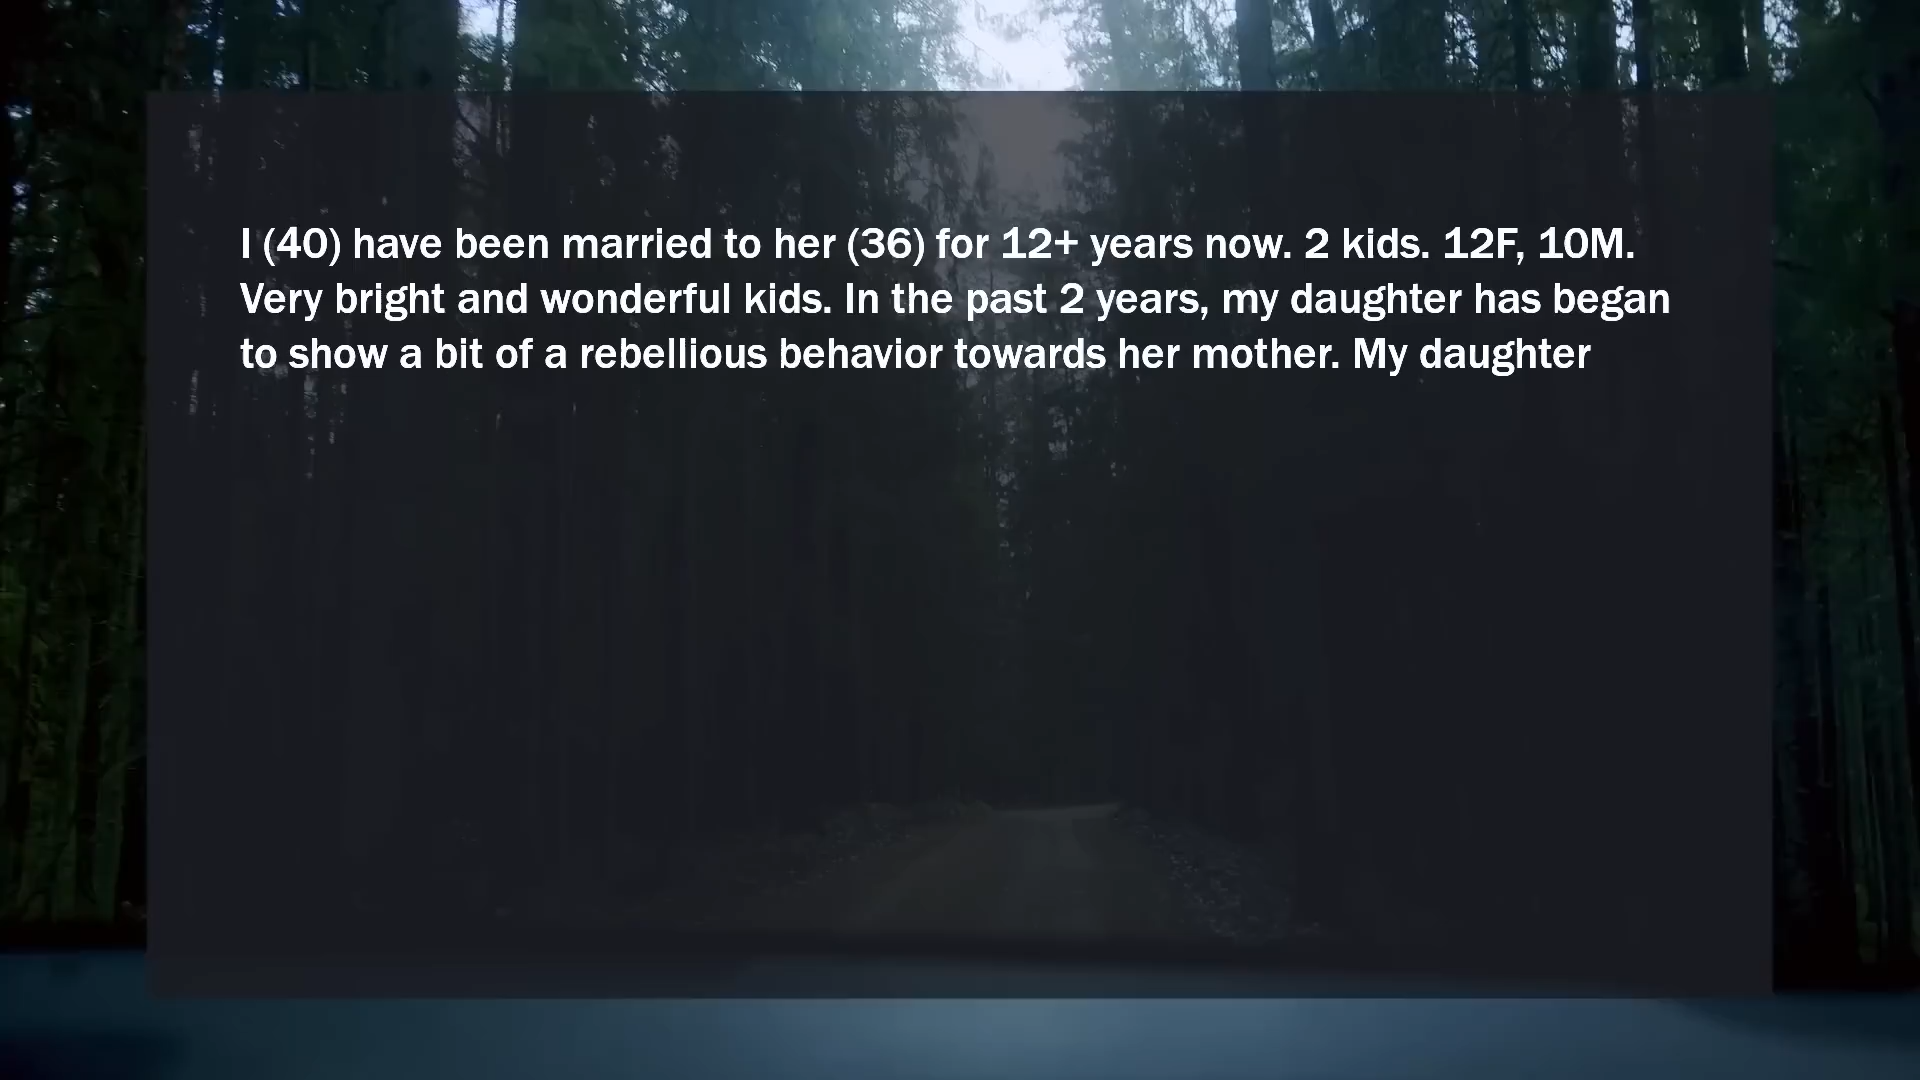 I (40) have been married to her (36) for 12+ years now. 2 kids. 12F, 10M.
Very bright and wonderful kids. In the past 2 years, my daughter has began
to show a bit of a rebellious behavior towards her mother. My daughter